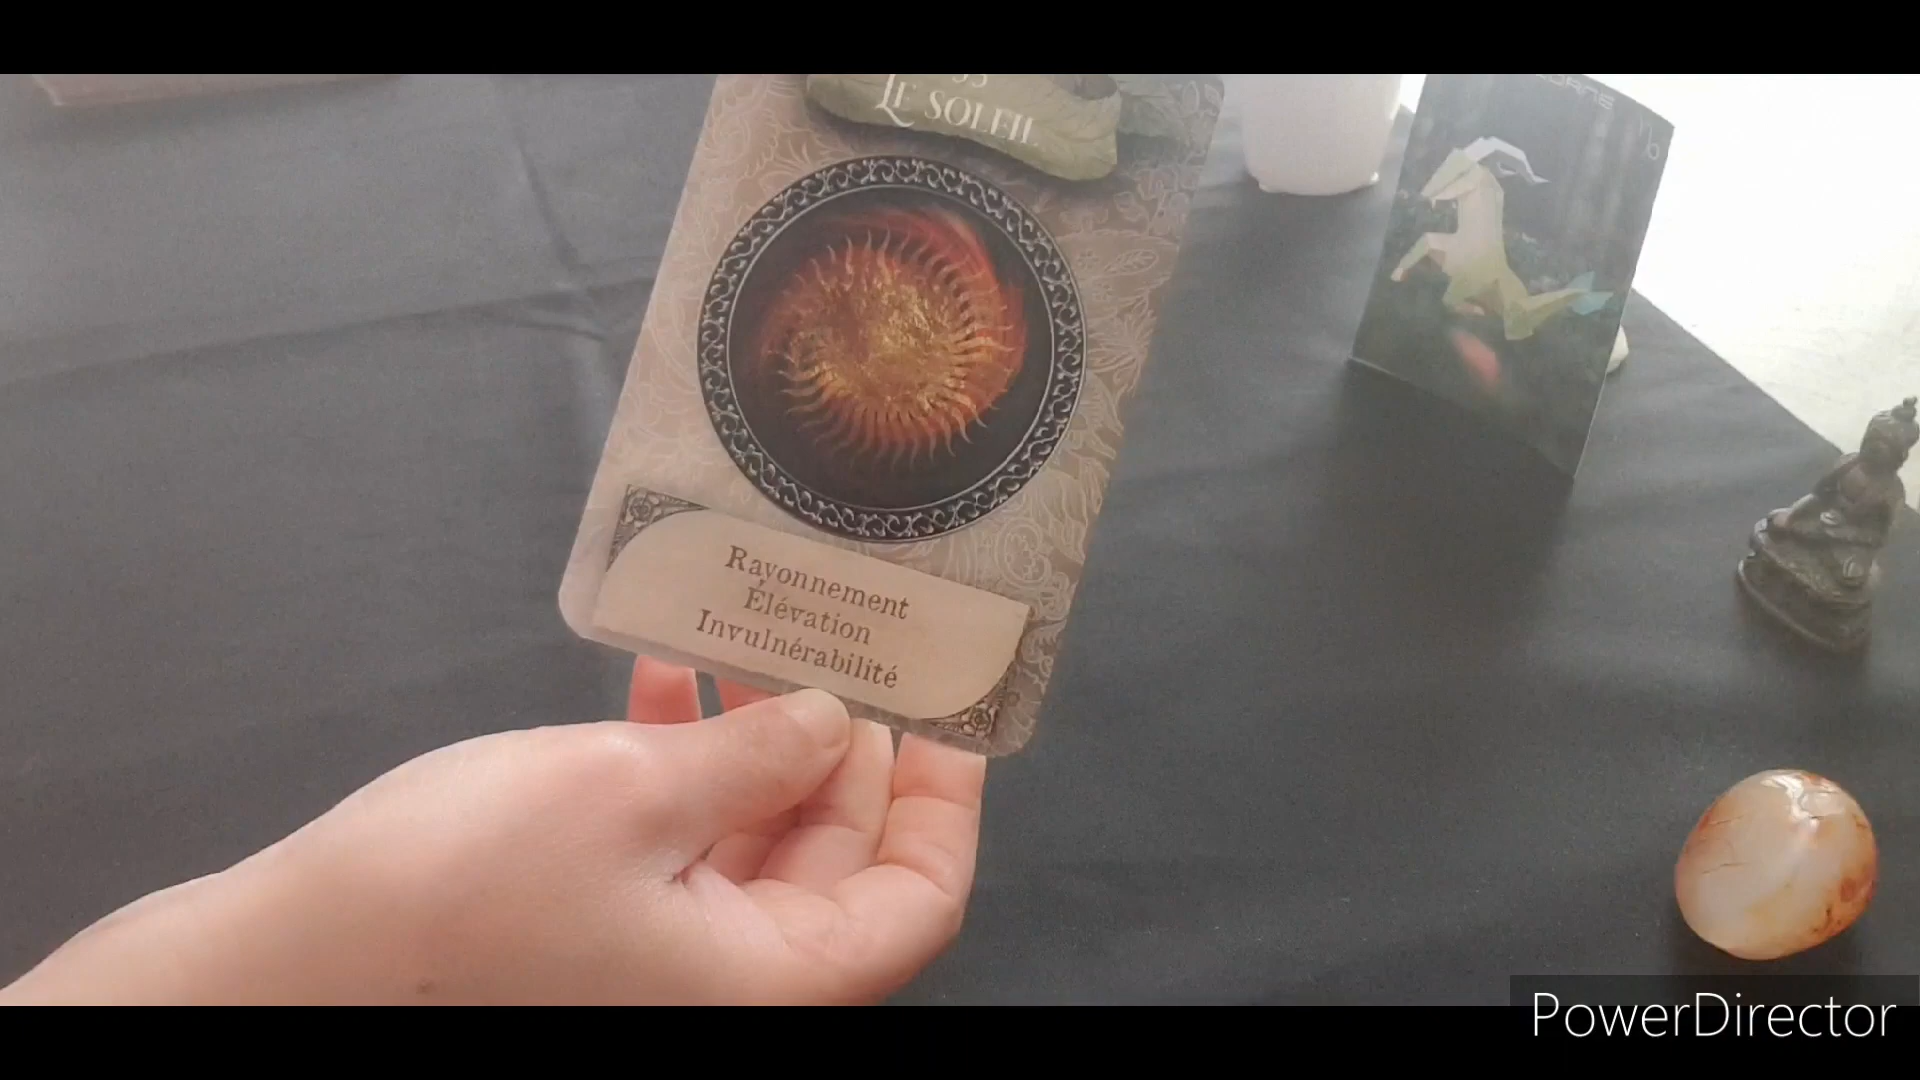 LE SOLEIL
Rayonnement
Élévation
Invulnérabilité
PowerDirector